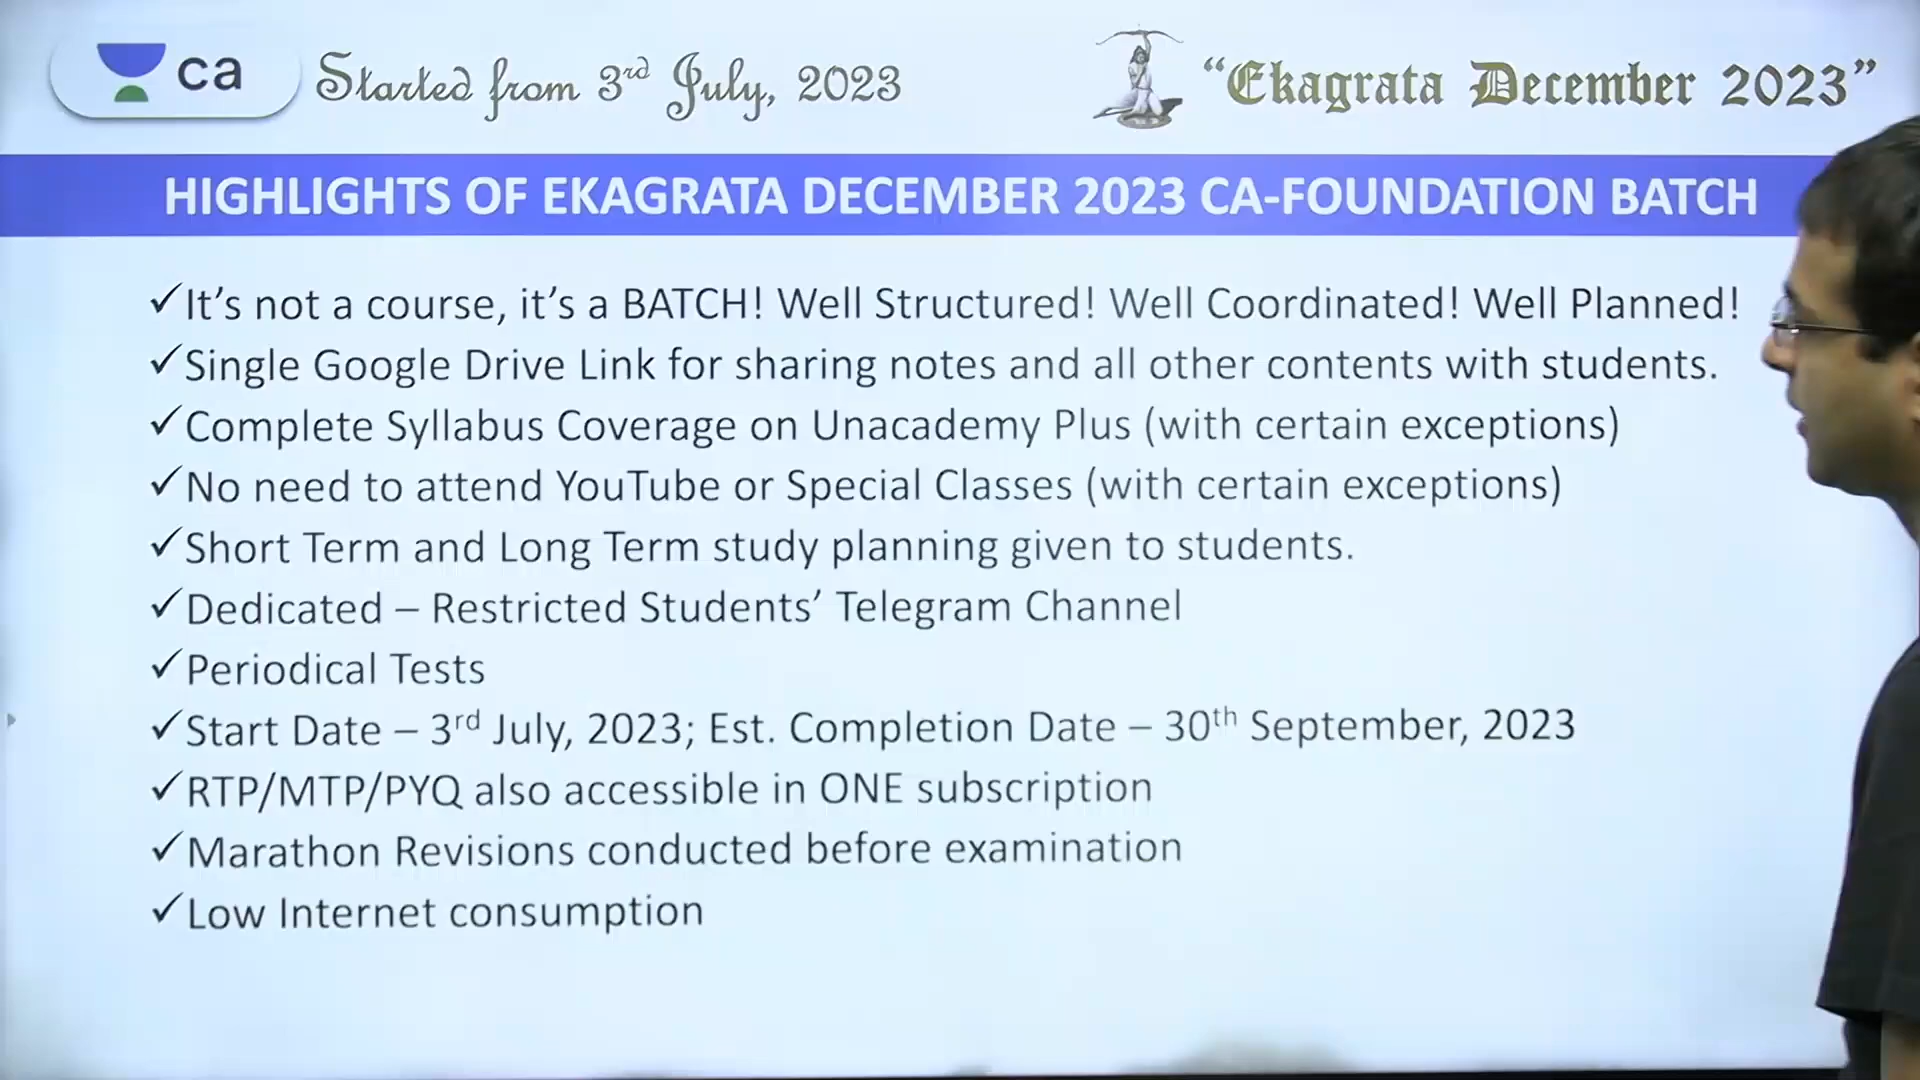 ca
Started from 3rd July, 2023
“Ekagrata December 2023”
HIGHLIGHTS OF EKAGRATA DECEMBER 2023 CA-FOUNDATION BATCH
✓It’s not a course, it’s a BATCH! Well Structured! Well Coordinated! Well Planned!
✓Single Google Drive Link for sharing notes and all other contents with students.
✓Complete Syllabus Coverage on Unacademy Plus (with certain exceptions)
✓No need to attend YouTube or Special Classes (with certain exceptions)
✓Short Term and Long Term study planning given to students.
✓Dedicated – Restricted Students’ Telegram Channel
✓Periodical Tests
✓Start Date – 3rd July, 2023; Est. Completion Date – 30th September, 2023
✓RTP/MTP/PYQ also accessible in ONE subscription
✓Marathon Revisions conducted before examination
✓Low Internet consumption